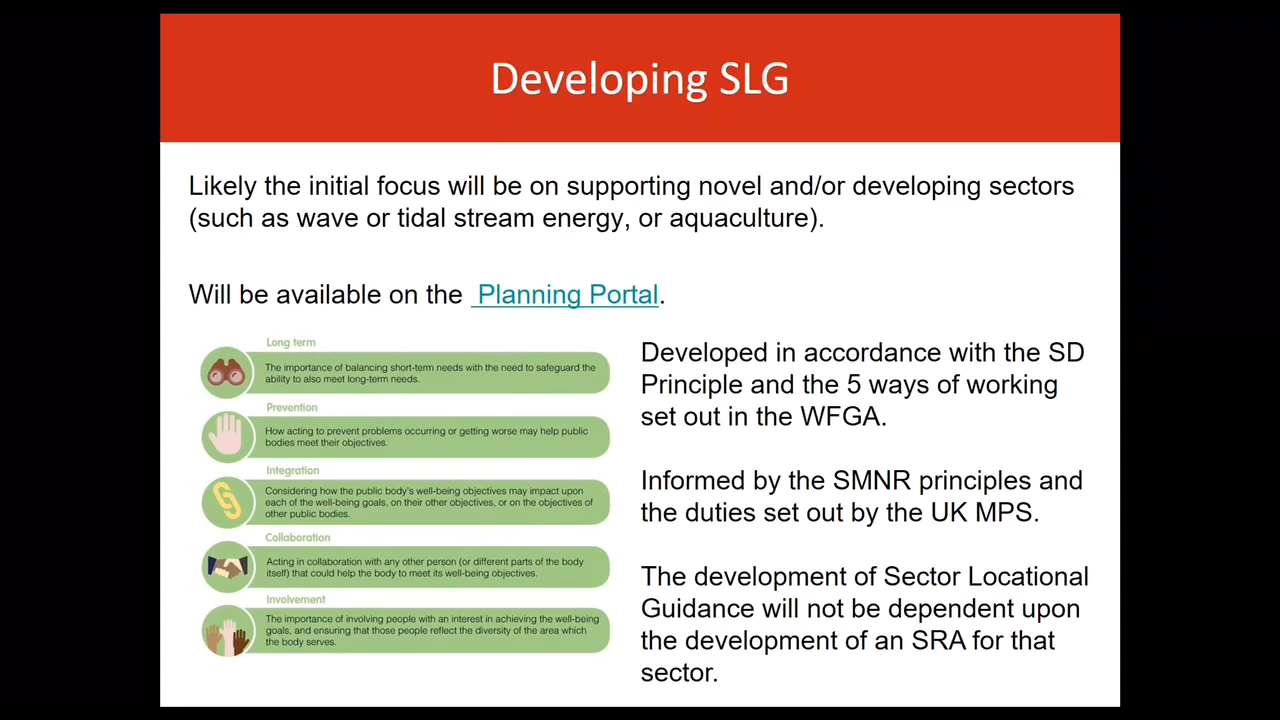 Developing SLG
Likely the initial focus will be on supporting novel and/or developing sectors
(such as wave or tidal stream energy, or aquaculture).
Will be available on the Planning Portal.
Long term
The importance of balancing short-term needs with the need to safeguard the
ability to also meet long-term needs.
Prevention
How acting to prevent problems occurring or getting worse may help public
bodies meet their objectives.
Integration
Considering how the public body's well-being objectives may impact upon
each of the well-being goals, on their other objectives, or on the objectives of
other public bodies.
Collaboration
Acting in collaboration with any other person (or different parts of the body
itself) that could help the body to meet its well-being objectives.
Involvement
The importance of involving people with an interest in achieving the well-being
goals, and ensuring that those people reflect the diversity of the area which
the body serves.
Developed in accordance with the SD
Principle and the 5 ways of working
set out in the WFGA.
Informed by the SMNR principles and
the duties set out by the UK MPS.
The development of Sector Locational
Guidance will not be dependent upon
the development of an SRA for that
sector.